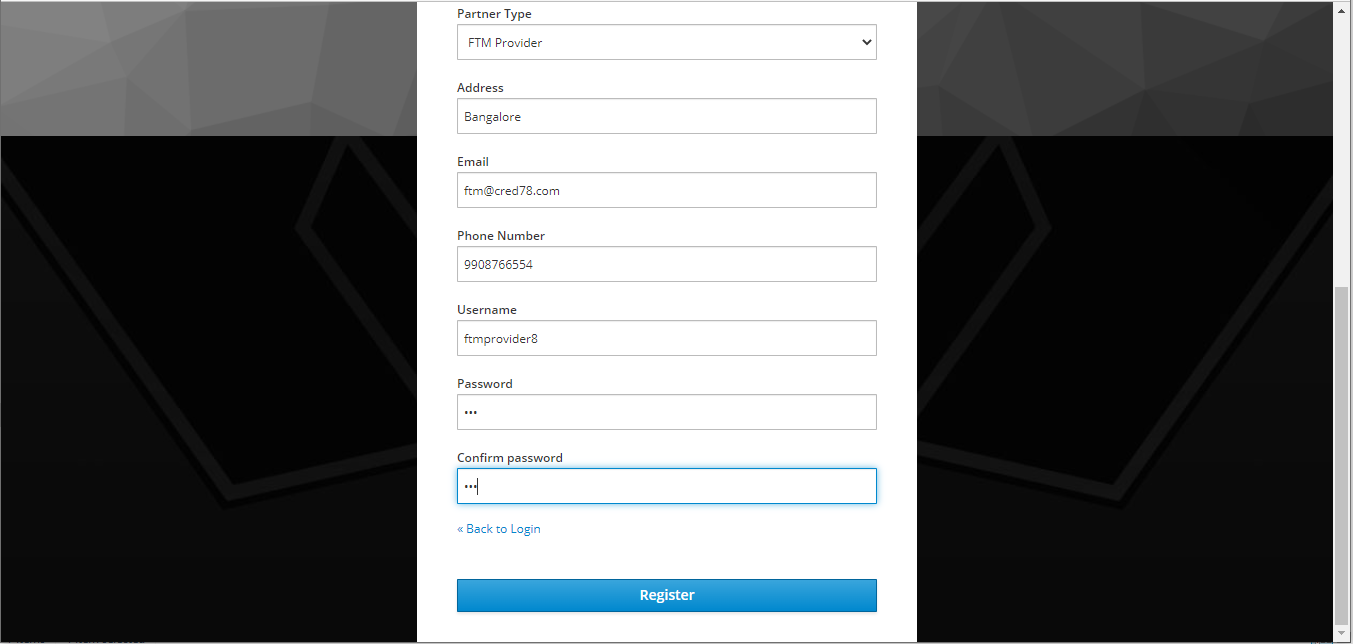 Partner Type
FTM Provider
Address
Bangalore
Email
ftm@cred78.com
Phone Number
9908766554
Username
ftmprovider8
Password
•••
Confirm password
•••
« Back to Login
Register